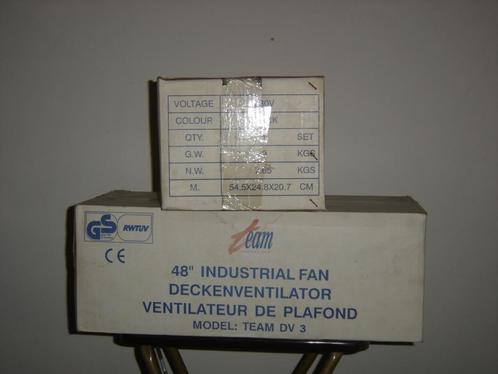 VOLTAGE
COLOUR
QTY. SET
G.W. KGS
N.W. KGS
M. 54.5X24.8X20.7 CM
GS RWTÜV
CE
team
48" INDUSTRIAL FAN
DECKENVENTILATOR
VENTILATEUR DE PLAFOND
MODEL: TEAM DV 3